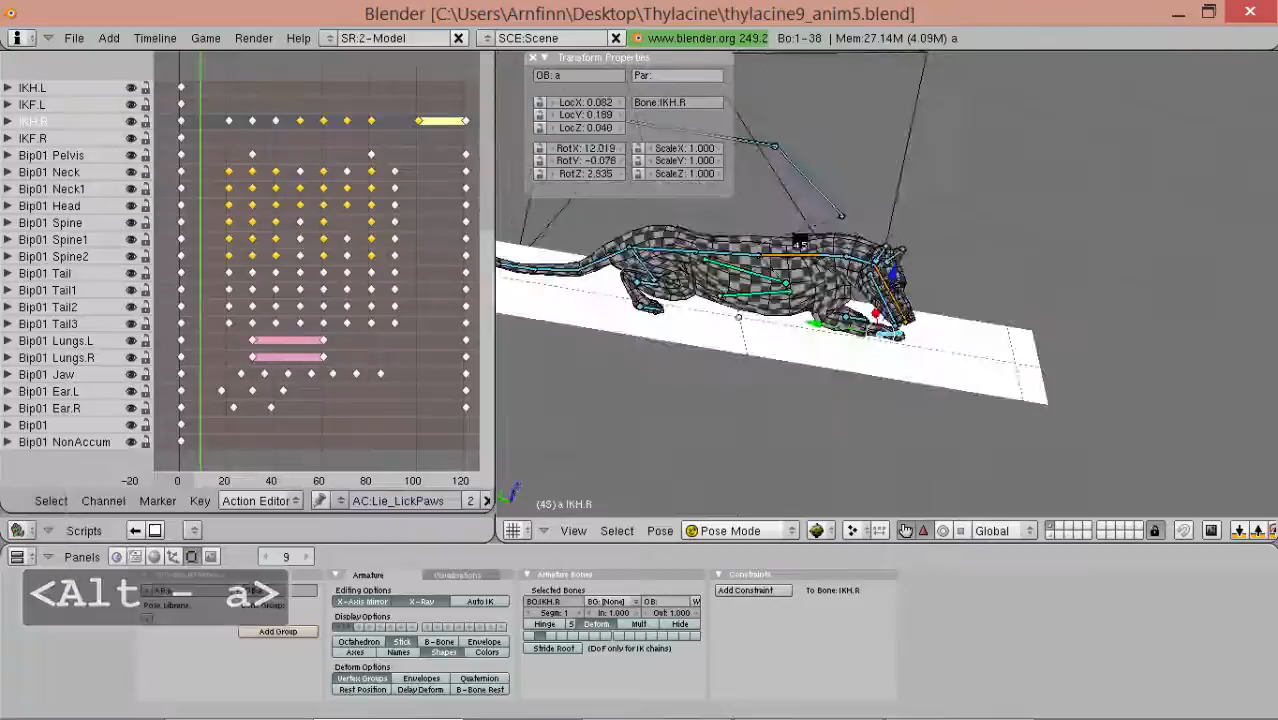 Blender [C:\Users\Arnfinn\Desktop\Thylacine\thylacine9_anim5.blend]
File Add Timeline Game Render Help SR:2-Model SCE:Scene www.blender.org 249.2 Bo:1-38 | Mem:27.14M (4.09M) a
Transform Properties
OB: a Par:
LocX: 0.082 Bone:IKH.R
LocY: 0.189
LocZ: 0.040
RotX: 12.019 ScaleX: 1.000
RotY: -0.076 ScaleY: 1.000
RotZ: 2.935 ScaleZ: 1.000
IKH.L
IKF.L
IKH.R
IKF.R
Bip01 Pelvis
Bip01 Neck
Bip01 Neck1
Bip01 Head
Bip01 Spine
Bip01 Spine1
Bip01 Spine2
Bip01 Tail
Bip01 Tail1
Bip01 Tail2
Bip01 Tail3
Bip01 Lungs.L
Bip01 Lungs.R
Bip01 Jaw
Bip01 Ear.L
Bip01 Ear.R
Bip01
Bip01 NonAccum
-20 0 20 40 60 80 100 120
45
(45) a IKH.R
Select Channel Marker Key Action Editor AC:Lie_LickPaws 2
Scripts
View Select Pose Pose Mode Global
Panels 9
<Alt - a>
Add Group
Armature
Editing Options
X-Axis Mirror X-Ray Auto IK
Display Options
Octahedron Stick B-Bone Envelope
Axes Names Shapes Colors
Deform Options
Vertex Groups Envelopes Quaternion
Rest Position Delay Deform B-Bone Rest
Armature Bones
Selected Bones
BO:IKH.R BG: [None] OB: W
Segm: 1 In: 1.000 Out: 1.000
Hinge S Deform Mult Hide
Stride Root (DoF only for IK chains)
Constraints
Add Constraint To Bone: IKH.R